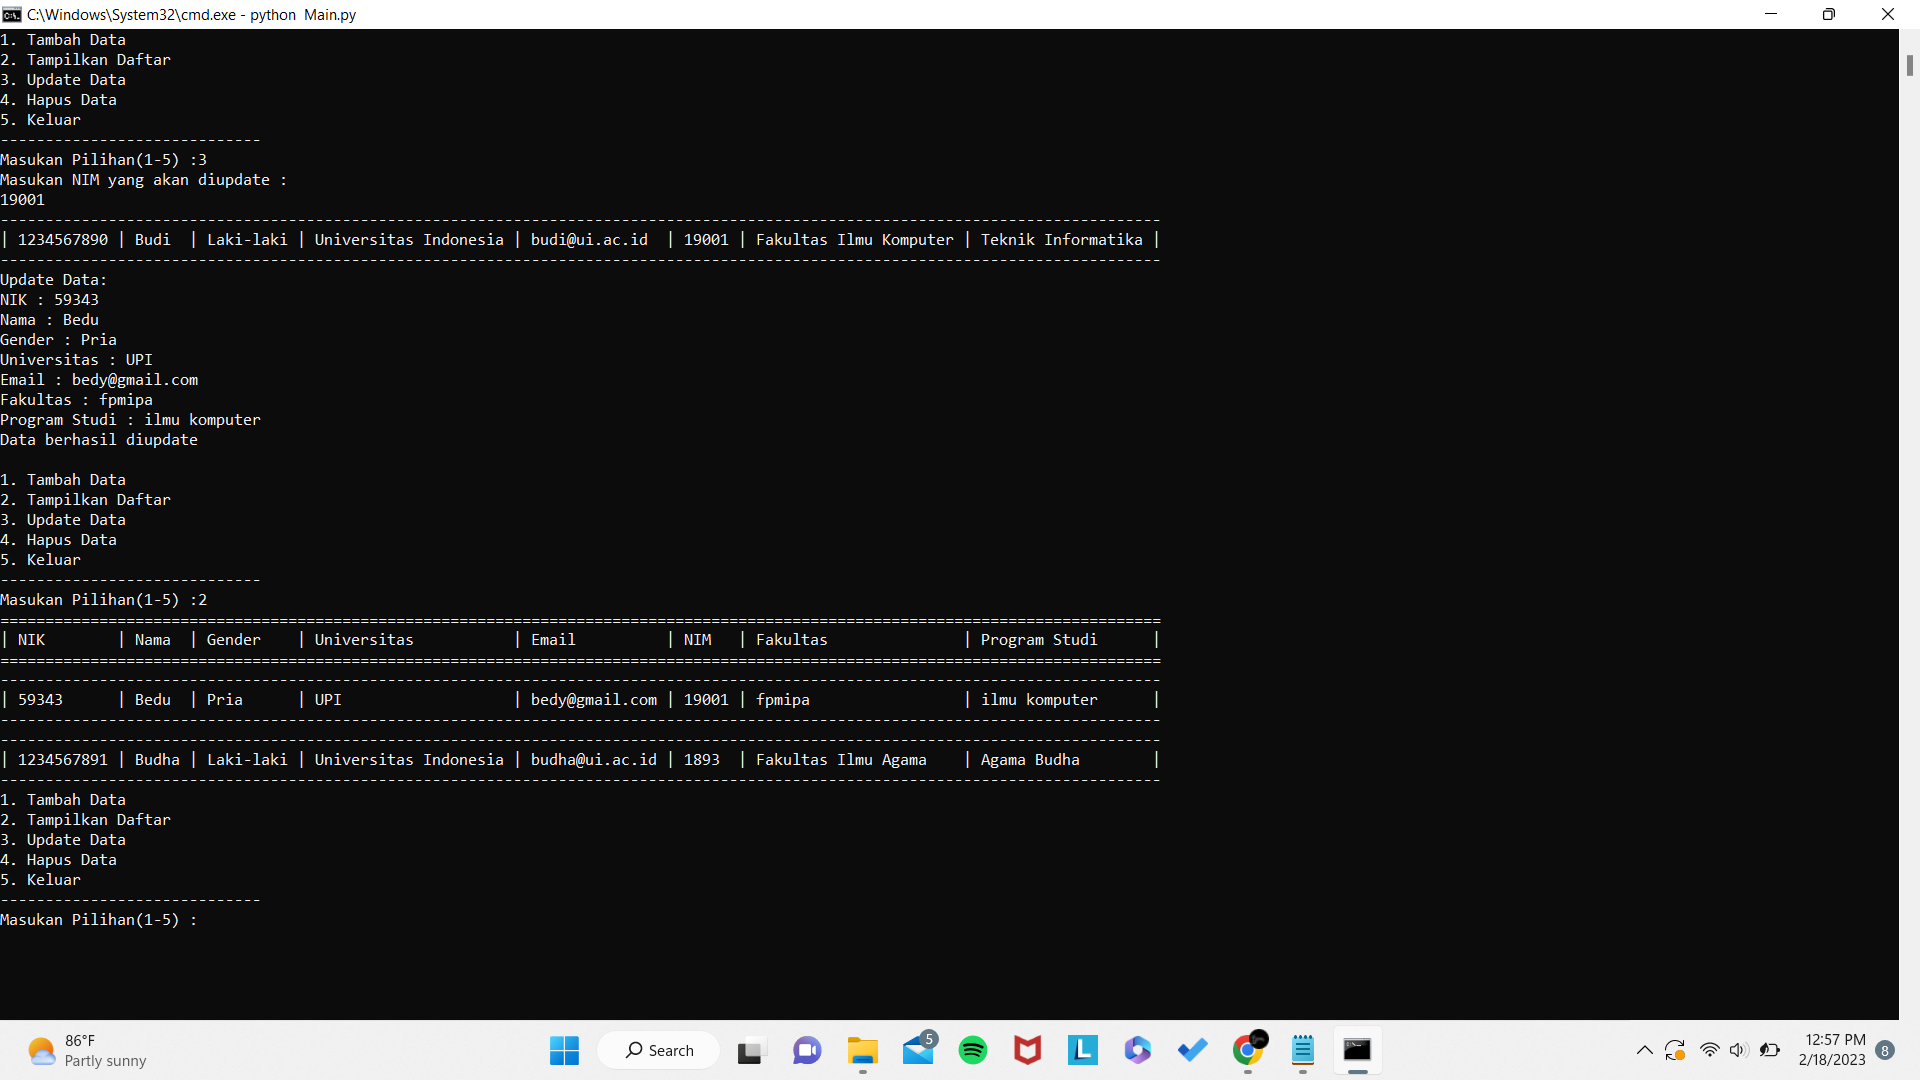 C:\Windows\System32\cmd.exe - python  Main.py
1. Tambah Data
2. Tampilkan Daftar
3. Update Data
4. Hapus Data
5. Keluar
-----------------------------
Masukan Pilihan(1-5) :3
Masukan NIM yang akan diupdate :
19001
---------------------------------------------------------------------------------------------------------------------------------
| 1234567890 | Budi  | Laki-laki | Universitas Indonesia | budi@ui.ac.id  | 19001 | Fakultas Ilmu Komputer | Teknik Informatika |
---------------------------------------------------------------------------------------------------------------------------------
Update Data:
NIK : 59343
Nama : Bedu
Gender : Pria
Universitas : UPI
Email : bedy@gmail.com
Fakultas : fpmipa
Program Studi : ilmu komputer
Data berhasil diupdate
1. Tambah Data
2. Tampilkan Daftar
3. Update Data
4. Hapus Data
5. Keluar
-----------------------------
Masukan Pilihan(1-5) :2
=================================================================================================================================
| NIK        | Nama  | Gender    | Universitas           | Email          | NIM   | Fakultas               | Program Studi      |
=================================================================================================================================
---------------------------------------------------------------------------------------------------------------------------------
| 59343      | Bedu  | Pria      | UPI                   | bedy@gmail.com | 19001 | fpmipa                 | ilmu komputer      |
---------------------------------------------------------------------------------------------------------------------------------
---------------------------------------------------------------------------------------------------------------------------------
| 1234567891 | Budha | Laki-laki | Universitas Indonesia | budha@ui.ac.id | 1893  | Fakultas Ilmu Agama    | Agama Budha        |
---------------------------------------------------------------------------------------------------------------------------------
1. Tambah Data
2. Tampilkan Daftar
3. Update Data
4. Hapus Data
5. Keluar
-----------------------------
Masukan Pilihan(1-5) :
86°F
Partly sunny
Search
5
L
12:57 PM
2/18/2023
8